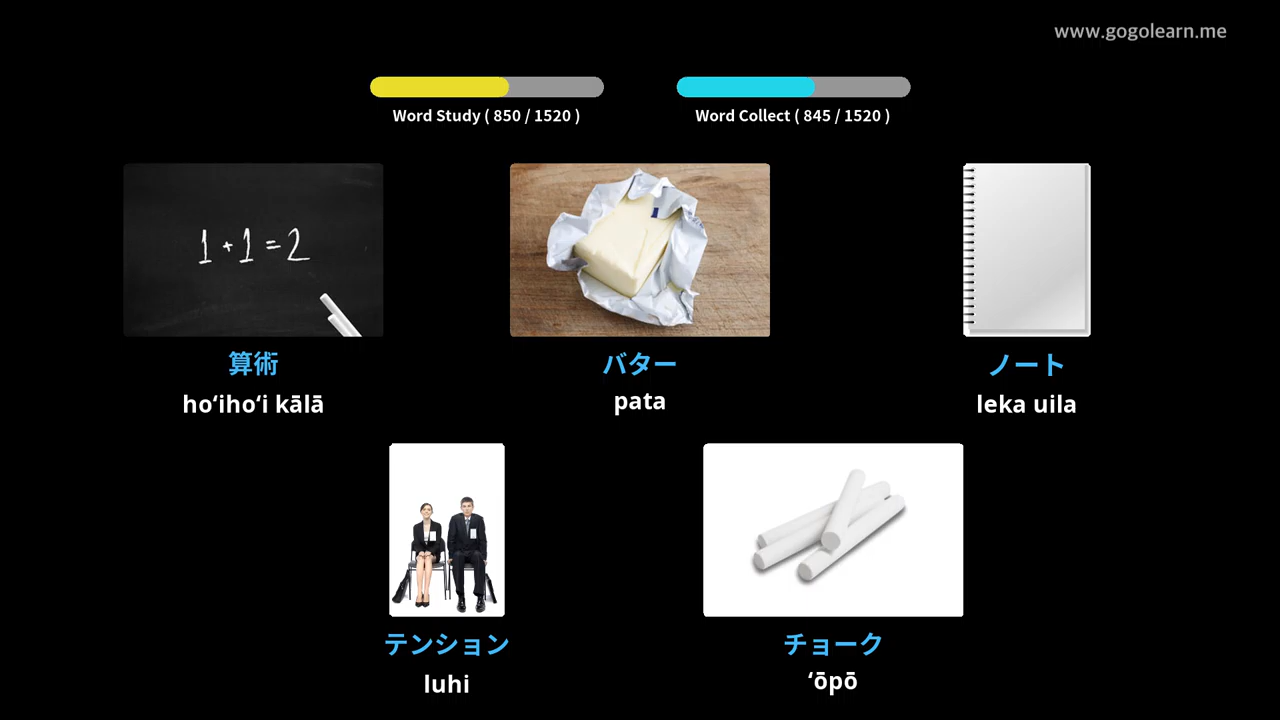 www.gogolearn.me
Word Study ( 850 / 1520 )
Word Collect ( 845 / 1520 )
1 + 1 = 2
算術
hoʻihoʻi kālā
バター
pata
ノート
leka uila
テンション
luhi
チョーク
ʻōpō